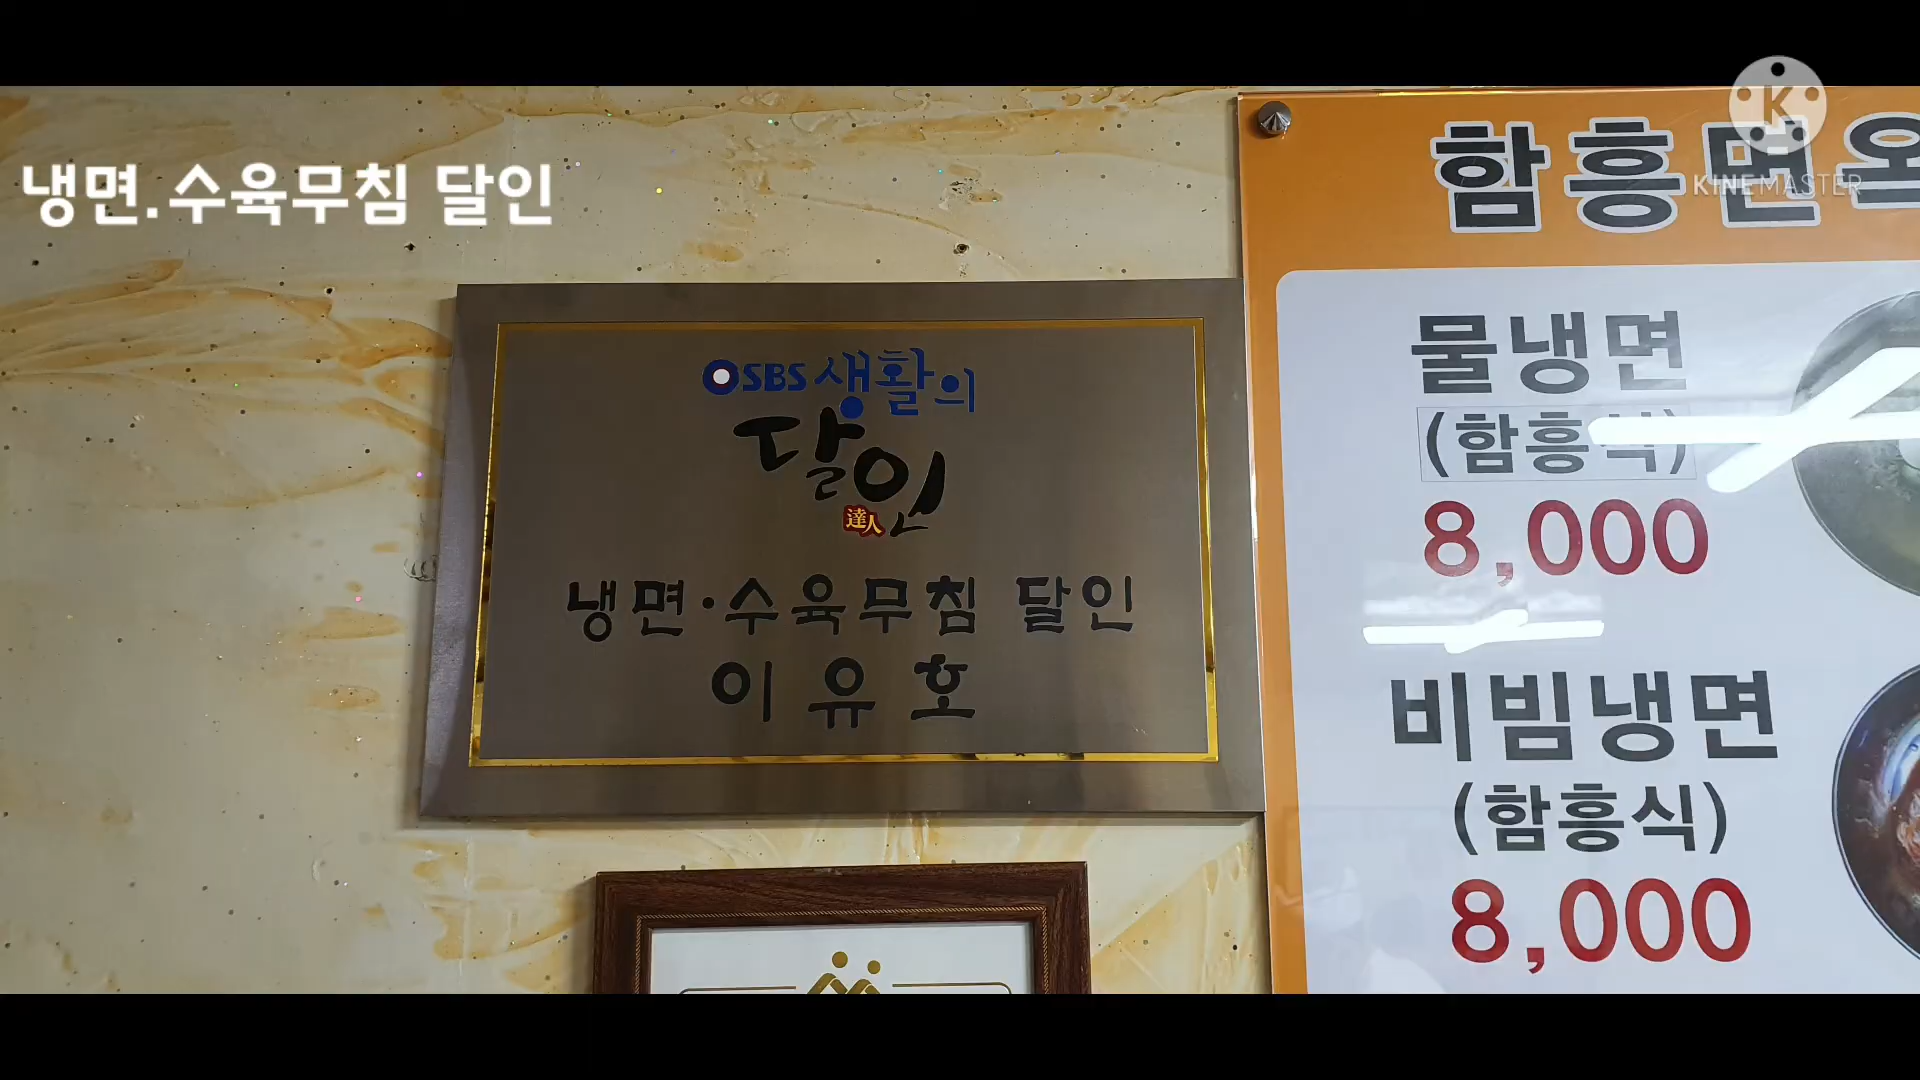 냉면.수육무침 달인
SBS 생활의
달인
達人
냉면·수육무침 달인
이유호
함흥면옥
물냉면
(함흥식)
8,000
비빔냉면
(함흥식)
8,000
KINEMASTER